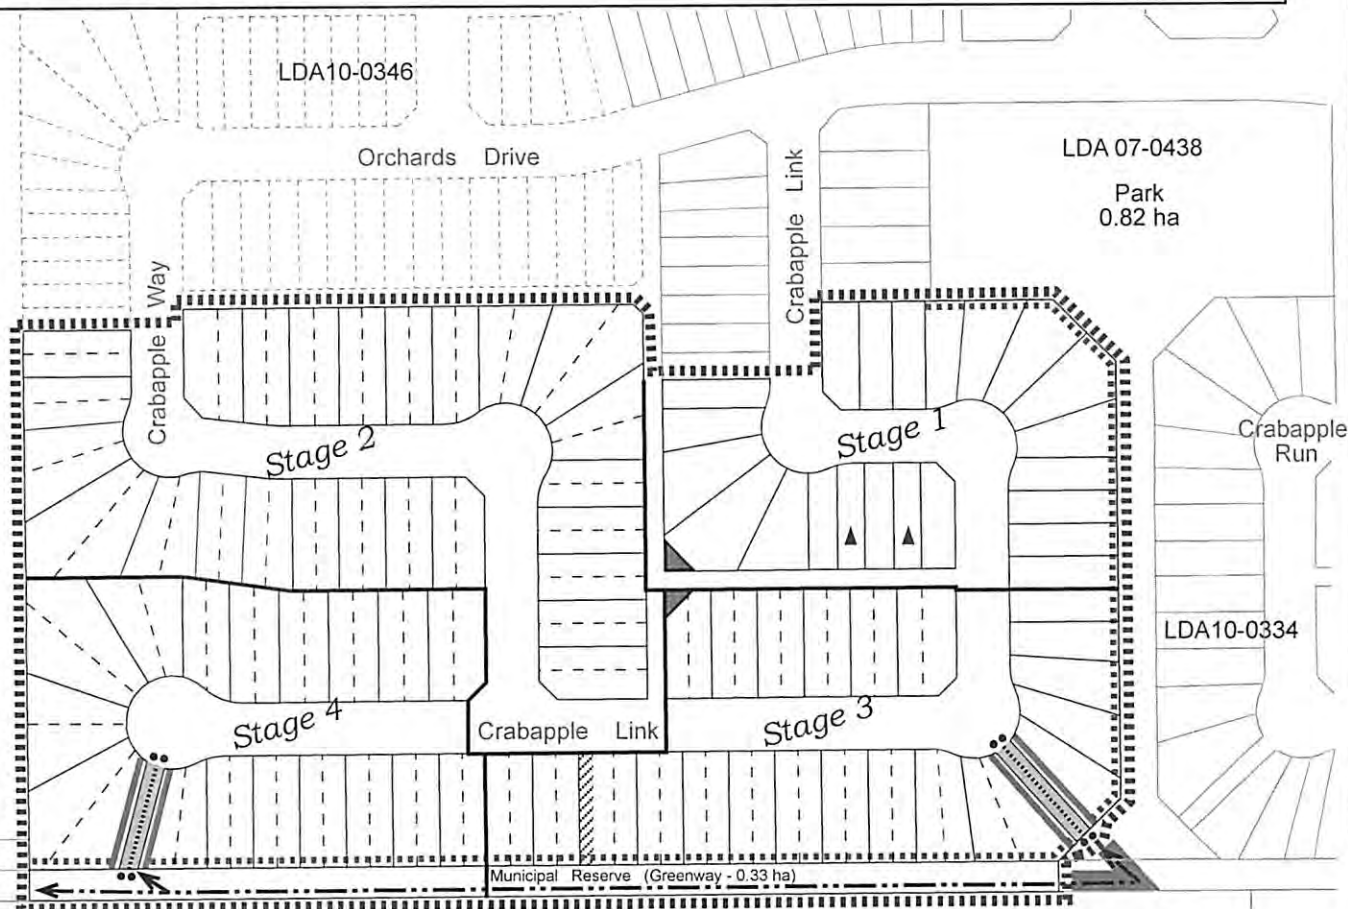 LDA10-0346
Orchards Drive
Crabapple Link
LDA 07-0438
Park
0.82 ha
Crabapple Way
Stage 2
Stage 1
Crabapple
Run
LDA10-0334
Stage 4
Crabapple Link
Stage 3
Municipal Reserve (Greenway - 0.33 ha)